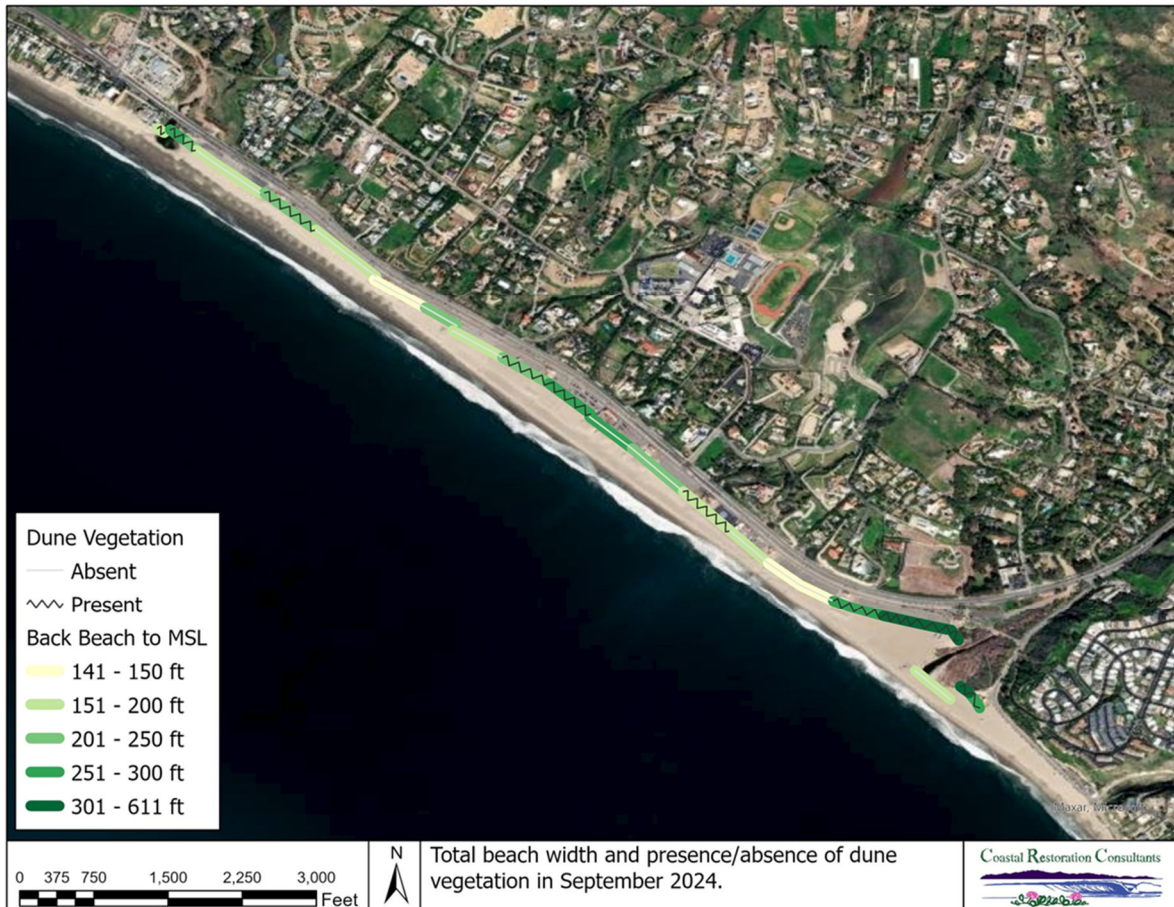 Dune Vegetation
Absent
Present
Back Beach to MSL
141 - 150 ft
151 - 200 ft
201 - 250 ft
251 - 300 ft
301 - 611 ft
Maxar,
0 375 750 1,500 2,250 3,000
Feet
N
Total beach width and presence/absence of dune
vegetation in September 2024.
Coastal Restoration Consultants